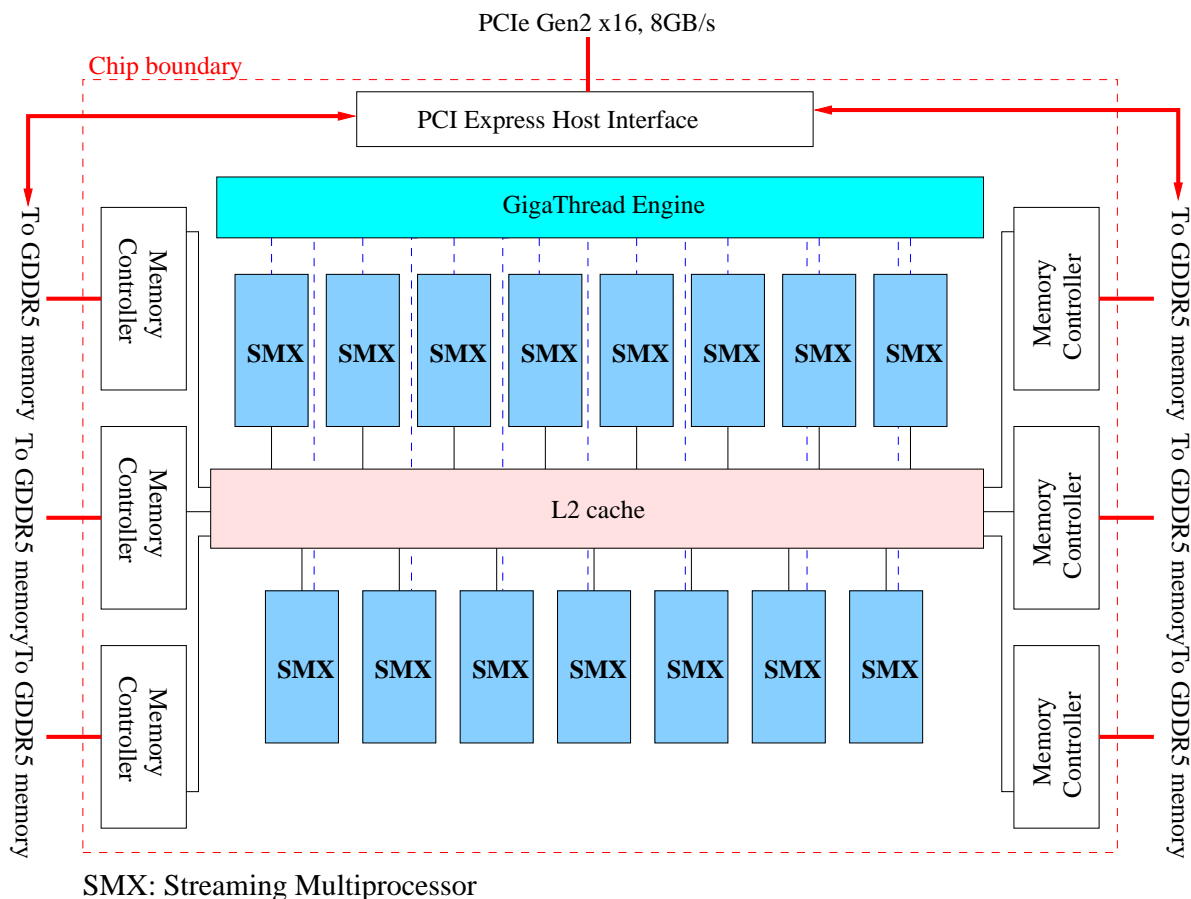 PCIe Gen2 x16, 8GB/s
Chip boundary
PCI Express Host Interface
GigaThread Engine
To GDDR5 memory
To GDDR5 memory
To GDDR5 memory
Memory
Controller
Memory
Controller
Memory
Controller
SMX
SMX
SMX
SMX
SMX
SMX
SMX
SMX
L2 cache
SMX
SMX
SMX
SMX
SMX
SMX
SMX
Memory
Controller
Memory
Controller
Memory
Controller
To GDDR5 memory
To GDDR5 memory
To GDDR5 memory
SMX: Streaming Multiprocessor